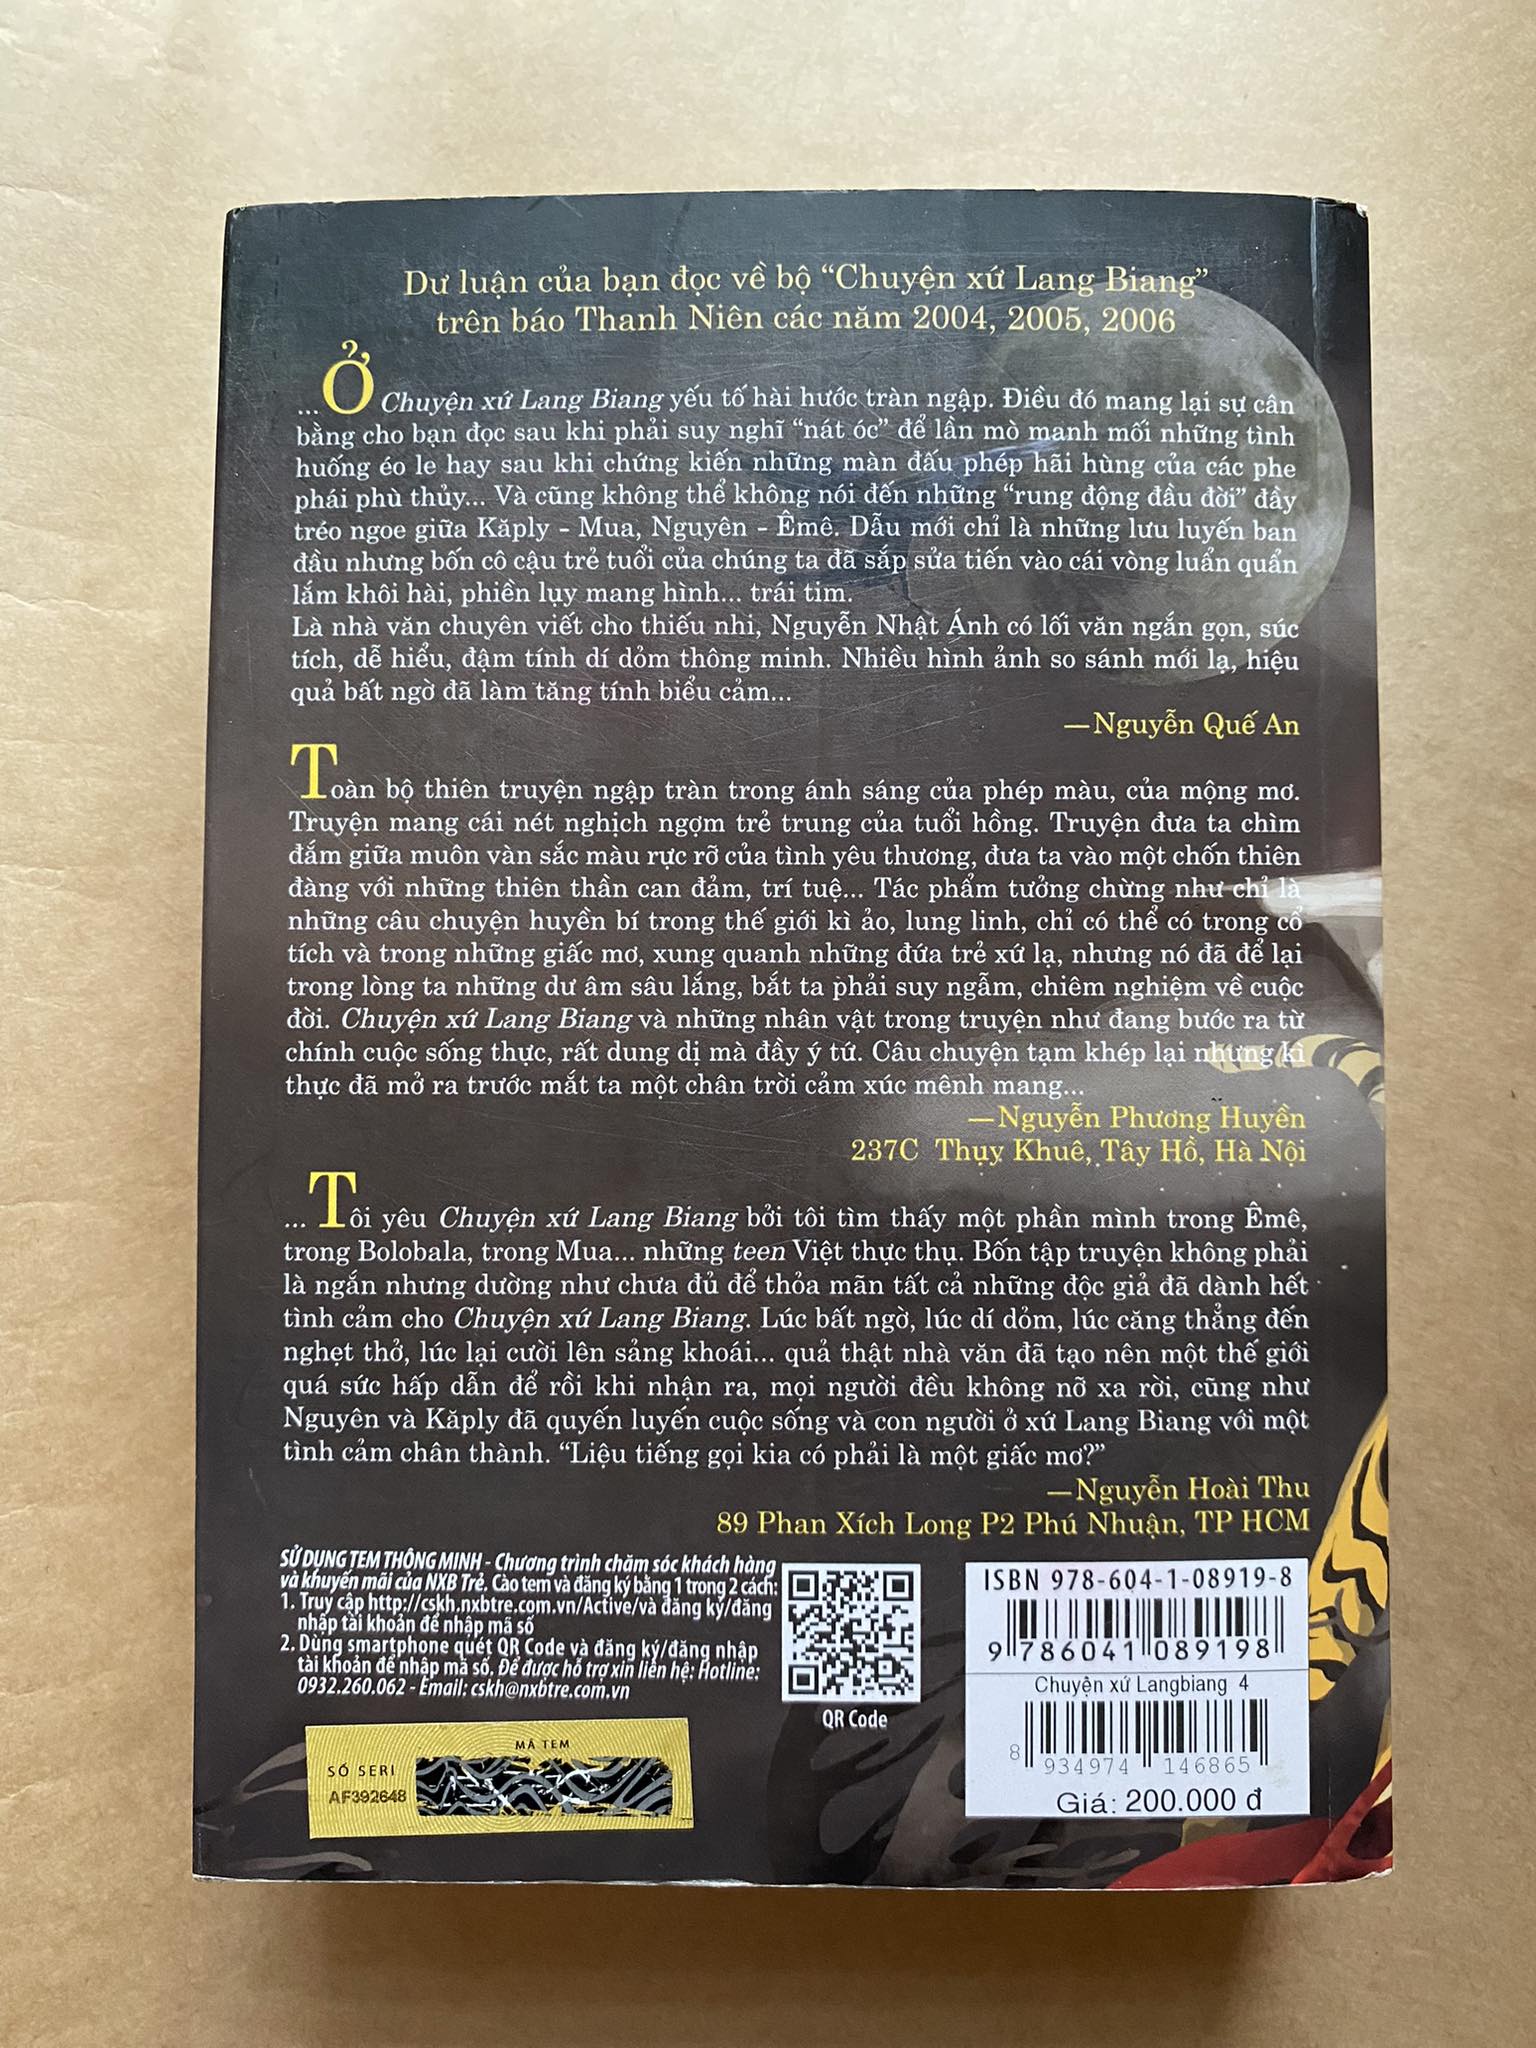 Dư luận của bạn đọc về bộ “Chuyện xứ Lang Biang”
trên báo Thanh Niên các năm 2004, 2005, 2006
...Ở Chuyện xứ Lang Biang yếu tố hài hước tràn ngập. Điều đó mang lại sự cân
bằng cho bạn đọc sau khi phải suy nghĩ “nát óc” để lần mò manh mối những tình
huống éo le hay sau khi chứng kiến những màn đấu phép hãi hùng của các phe
phái phù thủy... Và cũng không thể không nói đến những “rung động đầu đời” đầy
tréo ngoe giữa Kăply - Mua, Nguyên - Êmê. Dẫu mới chỉ là những lưu luyến ban
đầu nhưng bốn cô cậu trẻ tuổi của chúng ta đã sắp sửa tiến vào cái vòng luẩn quẩn
lắm khôi hài, phiền lụy mang hình... trái tim.
Là nhà văn chuyên viết cho thiếu nhi, Nguyễn Nhật Ánh có lối văn ngắn gọn, súc
tích, dễ hiểu, đậm tính dí dỏm thông minh. Nhiều hình ảnh so sánh mới lạ, hiệu
quả bất ngờ đã làm tăng tính biểu cảm...
—Nguyễn Quế An
Toàn bộ thiên truyện ngập tràn trong ánh sáng của phép màu, của mộng mơ.
Truyện mang cái nét nghịch ngợm trẻ trung của tuổi hồng. Truyện đưa ta chìm
đắm giữa muôn vàn sắc màu rực rỡ của tình yêu thương, đưa ta vào một chốn thiên
đàng với những thiên thần can đảm, trí tuệ... Tác phẩm tưởng chừng như chỉ là
những câu chuyện huyền bí trong thế giới kì ảo, lung linh, chỉ có thể có trong cổ
tích và trong những giấc mơ, xung quanh những đứa trẻ xứ lạ, nhưng nó đã để lại
trong lòng ta những dư âm sâu lắng, bắt ta phải suy ngẫm, chiêm nghiệm về cuộc
đời. Chuyện xứ Lang Biang và những nhân vật trong truyện như đang bước ra từ
chính cuộc sống thực, rất dung dị mà đầy ý tứ. Câu chuyện tạm khép lại nhưng kì
thực đã mở ra trước mắt ta một chân trời cảm xúc mênh mang...
—Nguyễn Phương Huyền
237C Thụy Khuê, Tây Hồ, Hà Nội
...Tôi yêu Chuyện xứ Lang Biang bởi tôi tìm thấy một phần mình trong Êmê,
trong Bolobala, trong Mua... những teen Việt thực thụ. Bốn tập truyện không phải
là ngắn nhưng dường như chưa đủ để thỏa mãn tất cả những độc giả đã dành hết
tình cảm cho Chuyện xứ Lang Biang. Lúc bất ngờ, lúc dí dỏm, lúc căng thẳng đến
nghẹt thở, lúc lại cười lên sảng khoái... quả thật nhà văn đã tạo nên một thế giới
quá sức hấp dẫn để rồi khi nhận ra, mọi người đều không nỡ xa rời, cũng như
Nguyên và Kăply đã quyến luyến cuộc sống và con người ở xứ Lang Biang với một
tình cảm chân thành. “Liệu tiếng gọi kia có phải là một giấc mơ?”
—Nguyễn Hoài Thu
89 Phan Xích Long P2 Phú Nhuận, TP HCM
SỬ DỤNG TEM THÔNG MINH - Chương trình chăm sóc khách hàng
và khuyến mãi của NXB Trẻ. Cào tem và đăng ký bằng 1 trong 2 cách:
1. Truy cập http://cskh.nxbtre.com.vn/Active/và đăng ký/đăng
nhập tài khoản để nhập mã số
2. Dùng smartphone quét QR Code và đăng ký/đăng nhập
tài khoản để nhập mã số. Để được hỗ trợ xin liên hệ: Hotline:
0932.260.062 - Email: cskh@nxbtre.com.vn
QR Code
MÃ TEM
SỐ SERI
AF392648
ISBN 978-604-1-08919-8
9 786041 089198
Chuyện xứ Langbiang 4
8 934974 146865
Giá: 200.000 đ